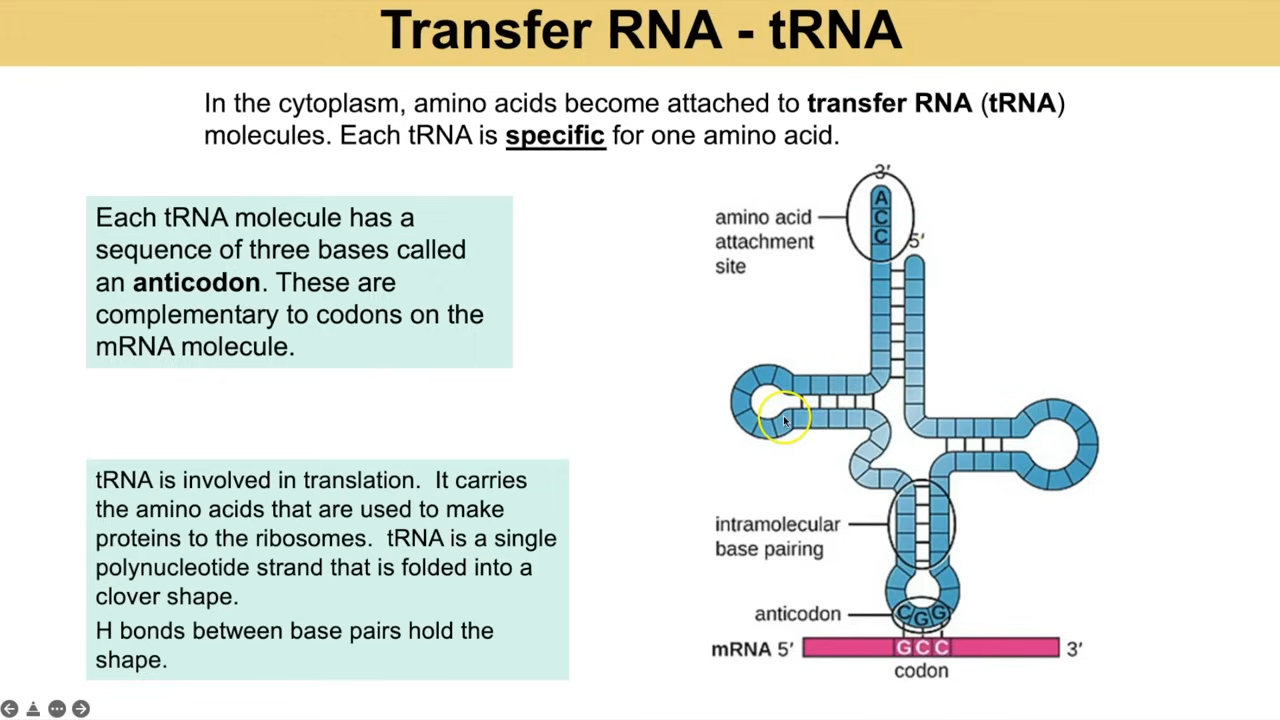 Transfer RNA - tRNA
In the cytoplasm, amino acids become attached to transfer RNA (tRNA)
molecules. Each tRNA is specific for one amino acid.
Each tRNA molecule has a
sequence of three bases called
an anticodon. These are
complementary to codons on the
mRNA molecule.
tRNA is involved in translation.  It carries
the amino acids that are used to make
proteins to the ribosomes.  tRNA is a single
polynucleotide strand that is folded into a
clover shape.
H bonds between base pairs hold the
shape.
3′
A
C
C
5′
amino acid
attachment
site
intramolecular
base pairing
anticodon
CGG
mRNA 5′ GCC 3′
codon